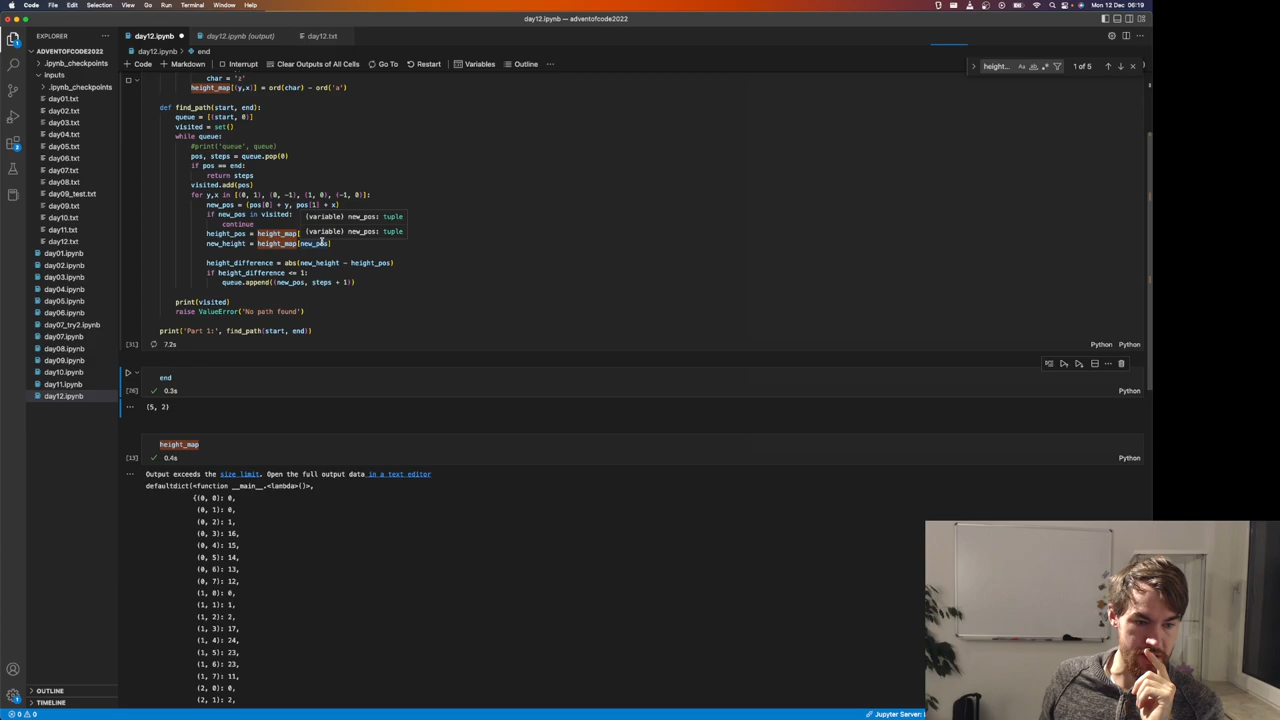 Code File Edit Selection View Go Run Terminal Window Help
Mon 12 Dec 06:19
day12.ipynb — adventofcode2022
EXPLORER
ADVENTOFCODE2022
.ipynb_checkpoints
inputs
.ipynb_checkpoints
day01.txt
day02.txt
day03.txt
day04.txt
day05.txt
day06.txt
day07.txt
day08.txt
day09_test.txt
day09.txt
day10.txt
day11.txt
day12.txt
day01.ipynb
day02.ipynb
day03.ipynb
day04.ipynb
day05.ipynb
day06.ipynb
day07_try2.ipynb
day07.ipynb
day08.ipynb
day09.ipynb
day10.ipynb
day11.ipynb
day12.ipynb
OUTLINE
TIMELINE
day12.ipynb day12.ipynb (output) day12.txt
day12.ipynb > end
+ Code + Markdown Interrupt Clear Outputs of All Cells Go To Restart Variables Outline
height... Aa 1 of 5
char = 'z'
height_map[(y,x)] = ord(char) - ord('a')
def find_path(start, end):
queue = [(start, 0)]
visited = set()
while queue:
#print('queue', queue)
pos, steps = queue.pop(0)
if pos == end:
return steps
visited.add(pos)
for y,x in [(0, 1), (0, -1), (1, 0), (-1, 0)]:
new_pos = (pos[0] + y, pos[1] + x)
if new_pos in visited:
(variable) new_pos: tuple
continue
(variable) new_pos: tuple
height_pos = height_map[
new_height = height_map[new_pos]
height_difference = abs(new_height - height_pos)
if height_difference <= 1:
queue.append((new_pos, steps + 1))
print(visited)
raise ValueError('No path found')
print('Part 1:', find_path(start, end))
[31] 7.2s Python Python
end
[26] 0.3s Python
(5, 2)
height_map
[13] 0.4s Python
Output exceeds the size limit. Open the full output data in a text editor
defaultdict(<function __main__.<lambda>()>,
{(0, 0): 0,
(0, 1): 0,
(0, 2): 1,
(0, 3): 16,
(0, 4): 15,
(0, 5): 14,
(0, 6): 13,
(0, 7): 12,
(1, 0): 0,
(1, 1): 1,
(1, 2): 2,
(1, 3): 17,
(1, 4): 24,
(1, 5): 23,
(1, 6): 23,
(1, 7): 11,
(2, 0): 0,
(2, 1): 2,
0 0
Jupyter Server: